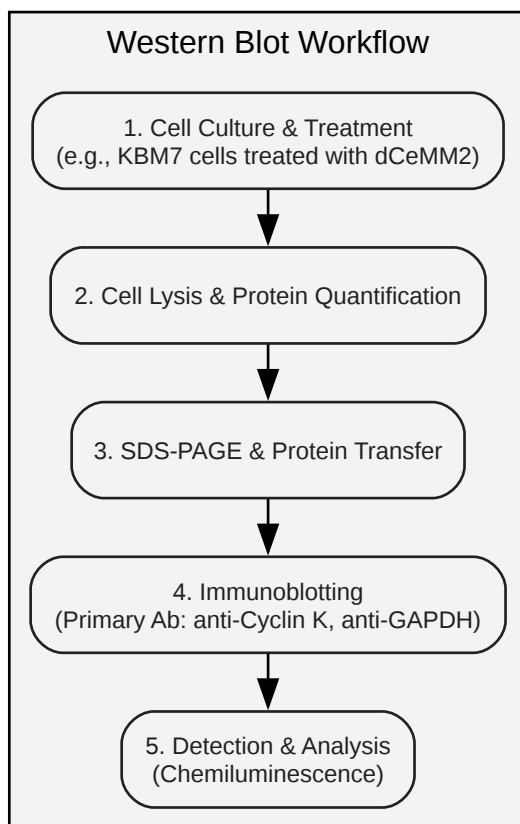 Western Blot Workflow
1. Cell Culture & Treatment
(e.g., KBM7 cells treated with dCeMM2)
2. Cell Lysis & Protein Quantification
3. SDS-PAGE & Protein Transfer
4. Immunoblotting
(Primary Ab: anti-Cyclin K, anti-GAPDH)
5. Detection & Analysis
(Chemiluminescence)